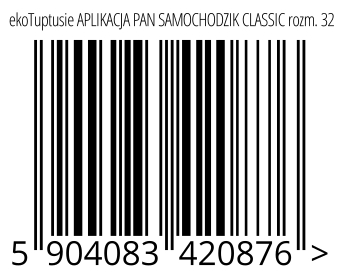 ekoTuptusie APLIKACJA PAN SAMOCHODZIK CLASSIC rozm. 32
5 904083 420876 >